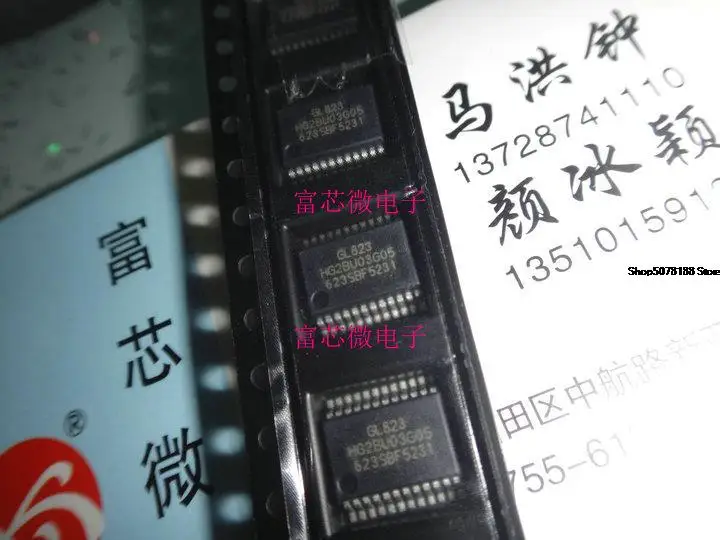 GL823
HG2BU03G05
623SBF5231
富芯微电子
GL823
HG2BU03G05
623SBF5231
富芯微电子
GL823
HG2BU03G05
623SBF5231
富芯微
®
马洪钟
13728741110
颜冰颖
1351015913
Shop5078188 Store
田区中航路
755-61